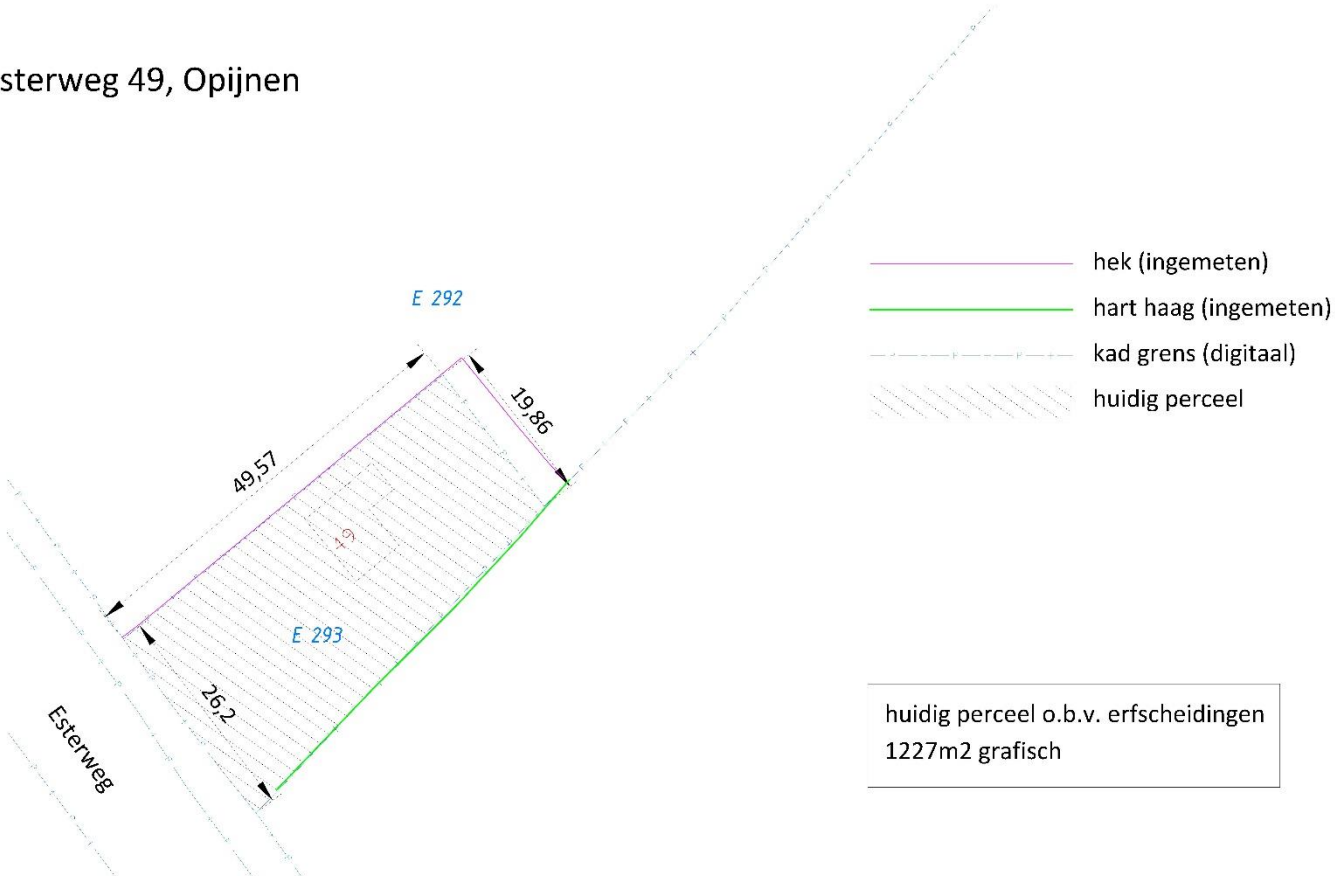 sterweg 49, Opijnen
hek (ingemeten)
E 292
hart haag (ingemeten)
kad grens (digitaal)
huidig perceel
19,86
49,57
49
E 293
26,2
Esterweg
huidig perceel o.b.v. erfscheidingen
1227m2 grafisch